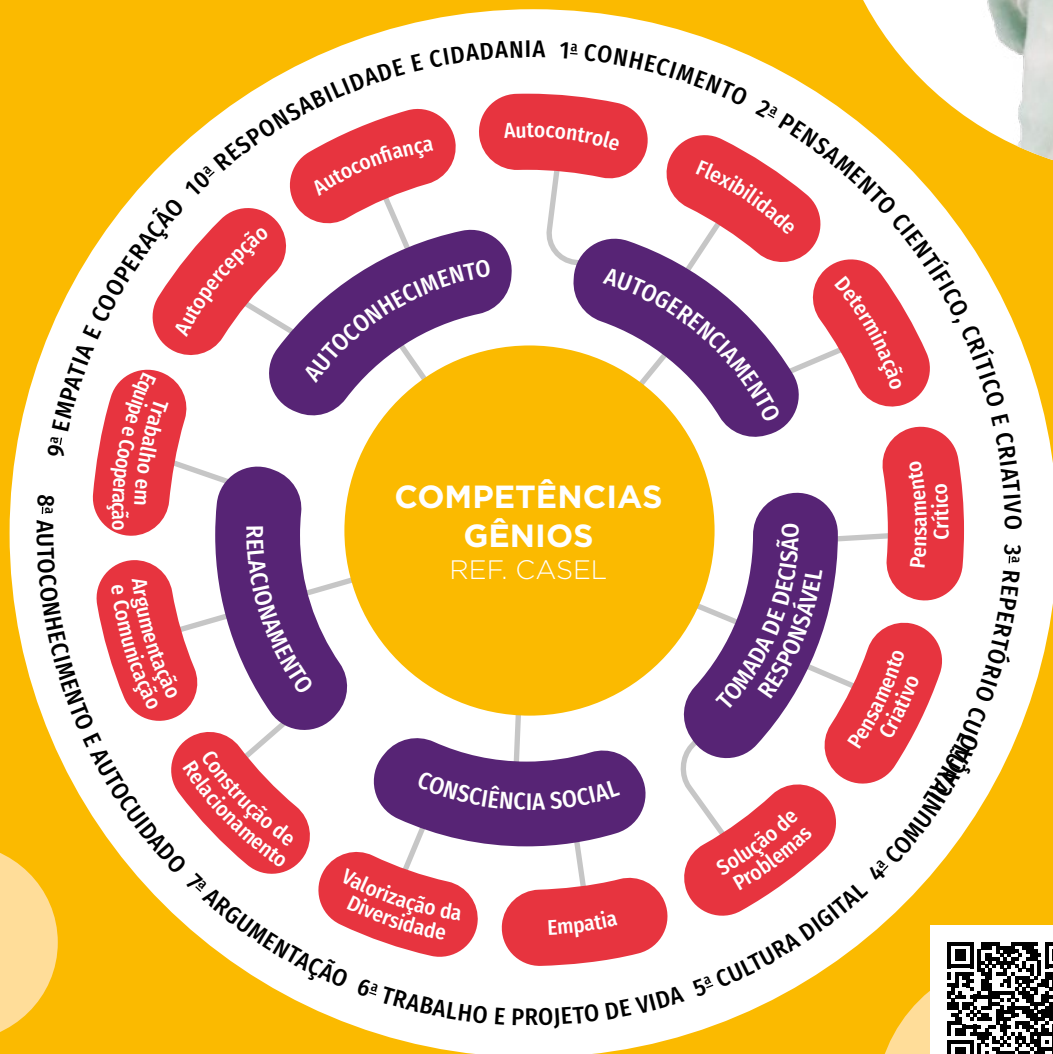 1ª CONHECIMENTO
2ª PENSAMENTO CIENTÍFICO, CRÍTICO E CRIATIVO
3ª REPERTÓRIO CULTURAL
4ª COMUNICAÇÃO
5ª CULTURA DIGITAL
6ª TRABALHO E PROJETO DE VIDA
7ª ARGUMENTAÇÃO
8ª AUTOCONHECIMENTO E AUTOCUIDADO
9ª EMPATIA E COOPERAÇÃO
10ª RESPONSABILIDADE E CIDADANIA
Autocontrole
Flexibilidade
Determinação
Pensamento
Crítico
Pensamento
Criativo
Solução de
Problemas
Empatia
Valorização da
Diversidade
Construção de
Relacionamento
Argumentação
e Comunicação
Trabalho em
Equipe e Cooperação
Autopercepção
Autoconfiança
AUTOCONHECIMENTO
AUTOGERENCIAMENTO
TOMADA DE DECISÃO
RESPONSÁVEL
CONSCIÊNCIA SOCIAL
RELACIONAMENTO
COMPETÊNCIAS
GÊNIOS
REF. CASEL